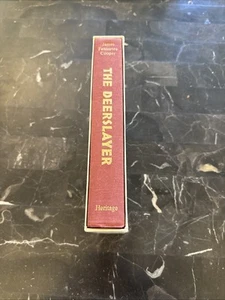 James
Fenimore
Cooper
THE DEERSLAYER
Heritage